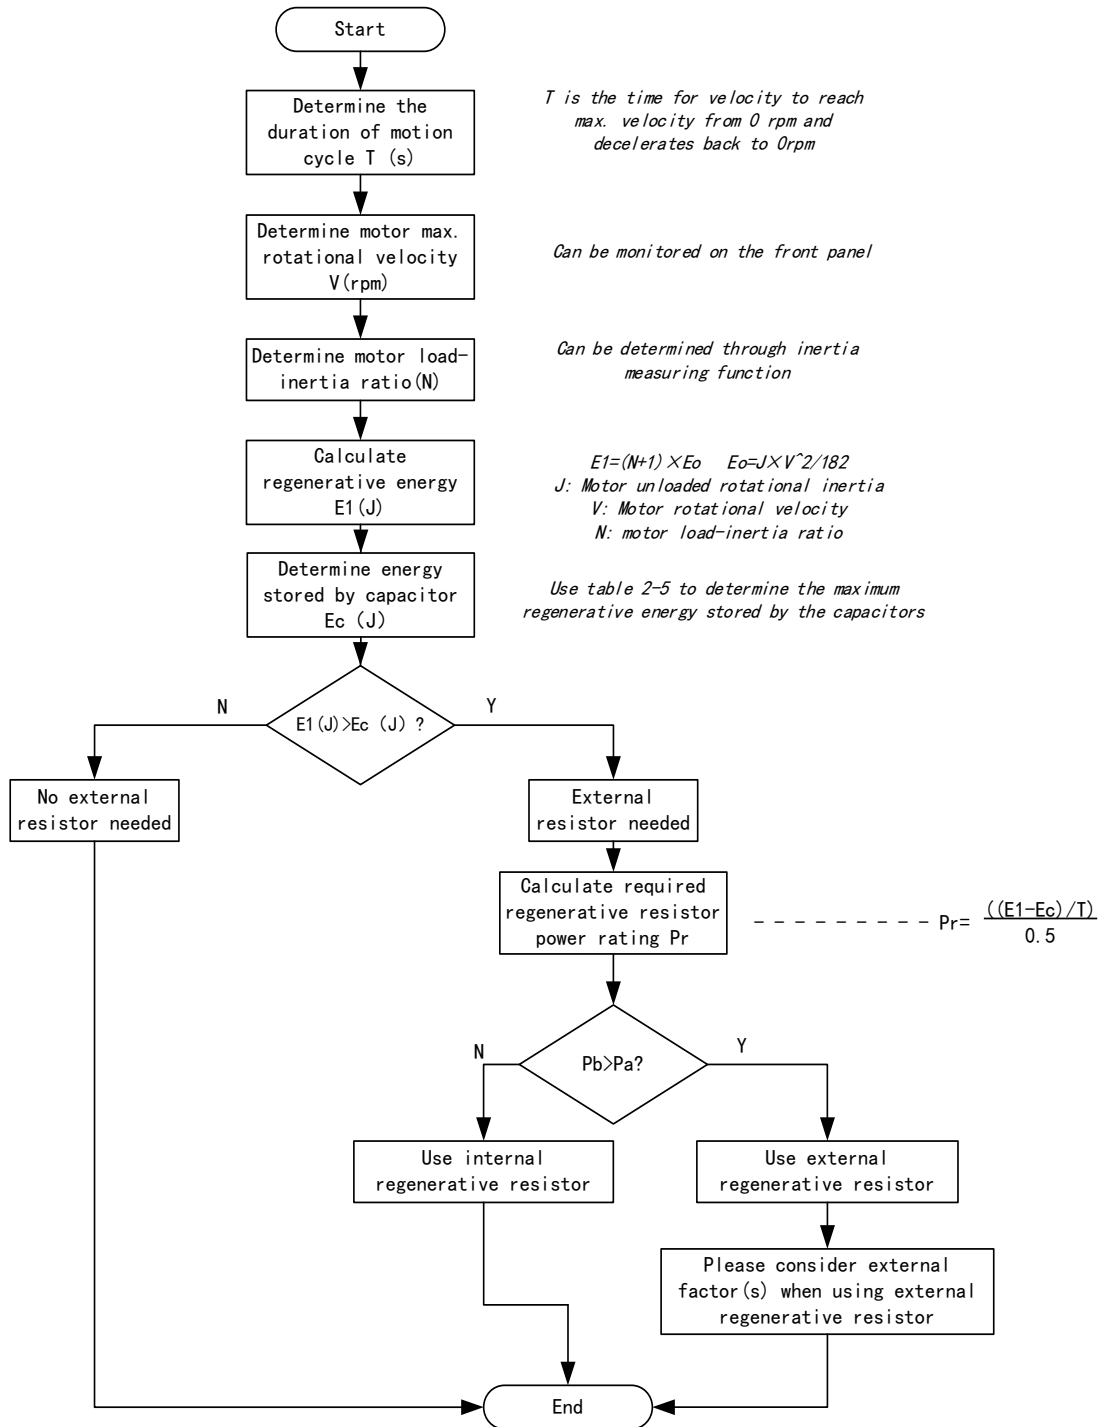 Start
Determine the
duration of motion
cycle T (s)
T is the time for velocity to reach
max. velocity from 0 rpm and
decelerates back to 0rpm
Determine motor max.
rotational velocity
V(rpm)
Can be monitored on the front panel
Determine motor load-
inertia ratio(N)
Can be determined through inertia
measuring function
Calculate
regenerative energy
E1(J)
E1=(N+1)×Eo Eo=J×V^2/182
J: Motor unloaded rotational inertia
V: Motor rotational velocity
N: motor load-inertia ratio
Determine energy
stored by capacitor
Ec (J)
Use table 2-5 to determine the maximum
regenerative energy stored by the capacitors
N
Y
E1(J)>Ec (J) ?
No external
resistor needed
External
resistor needed
Calculate required
regenerative resistor
power rating Pr
Pr= ((E1-Ec)/T)
0.5
N
Y
Pb>Pa?
Use internal
regenerative resistor
Use external
regenerative resistor
Please consider external
factor(s) when using external
regenerative resistor
End